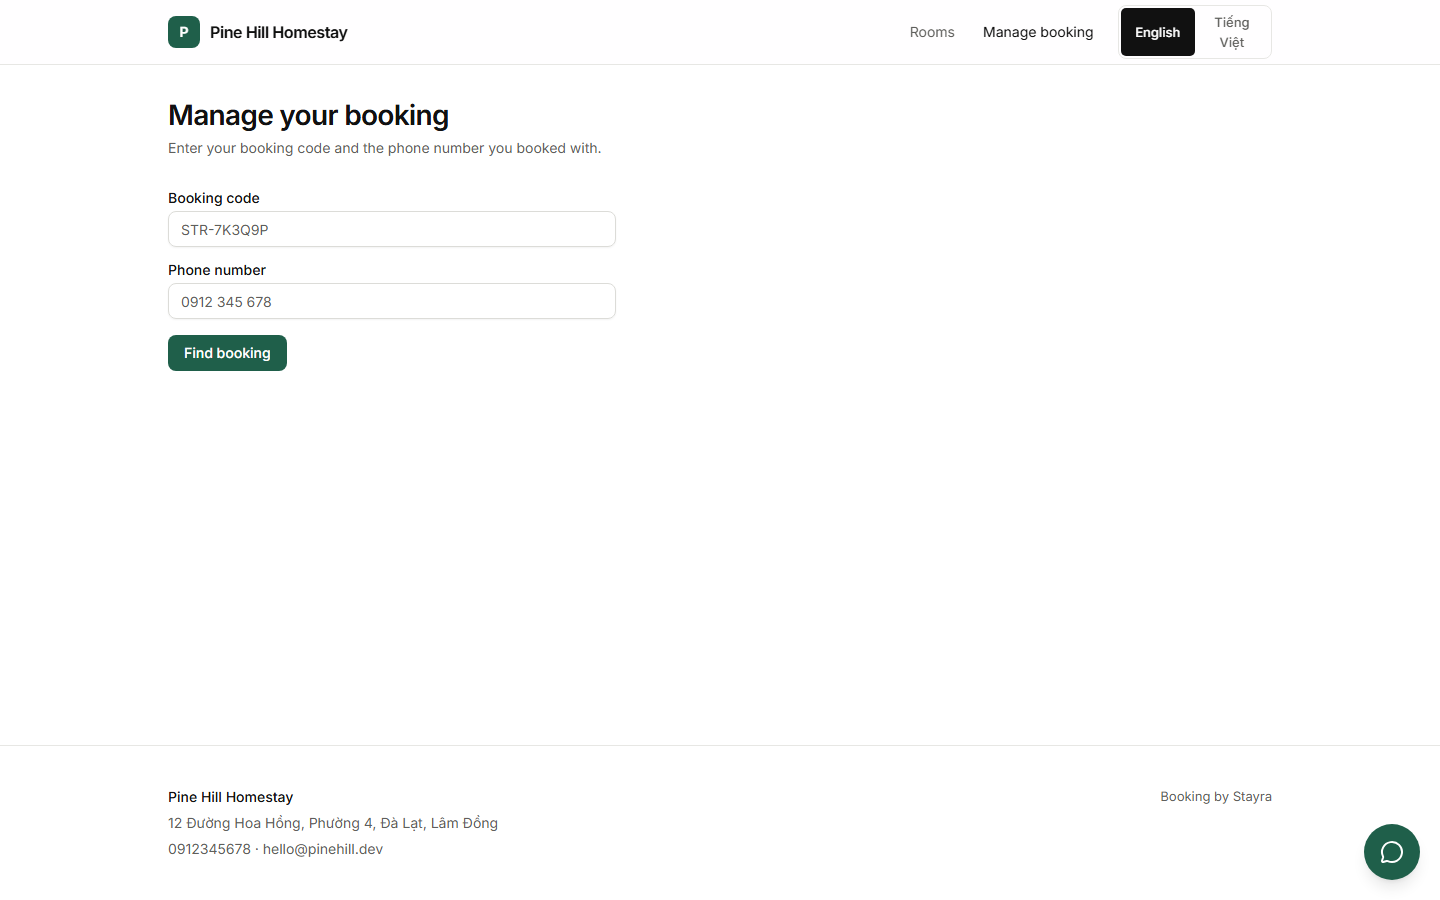 P
Pine Hill Homestay
Rooms
Manage booking
English
Tiếng
Việt
Manage your booking
Enter your booking code and the phone number you booked with.
Booking code
STR-7K3Q9P
Phone number
0912 345 678
Find booking
Pine Hill Homestay
Booking by Stayra
12 Đường Hoa Hồng, Phường 4, Đà Lạt, Lâm Đồng
0912345678 · hello@pinehill.dev